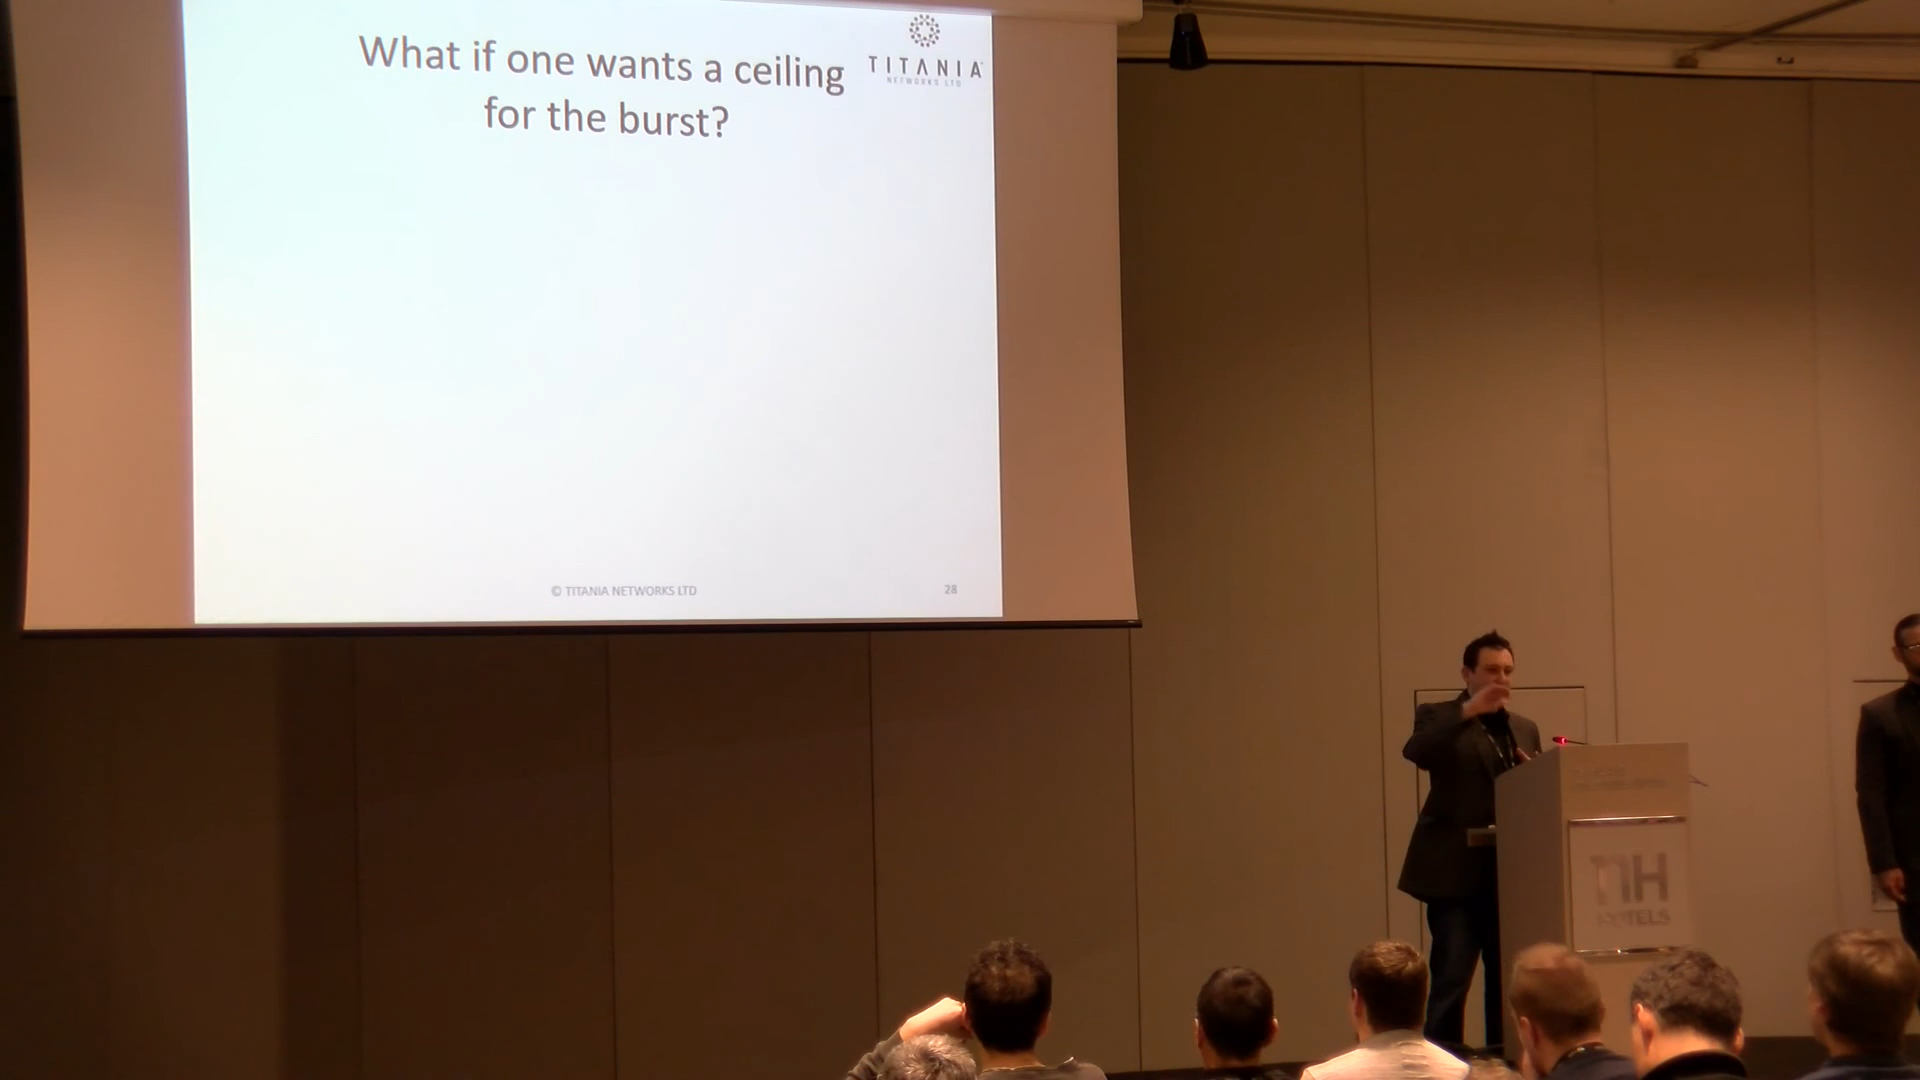 What if one wants a ceiling
for the burst?
TITANIA
NETWORKS LTD
© TITANIA NETWORKS LTD
28
NH
HOTELS